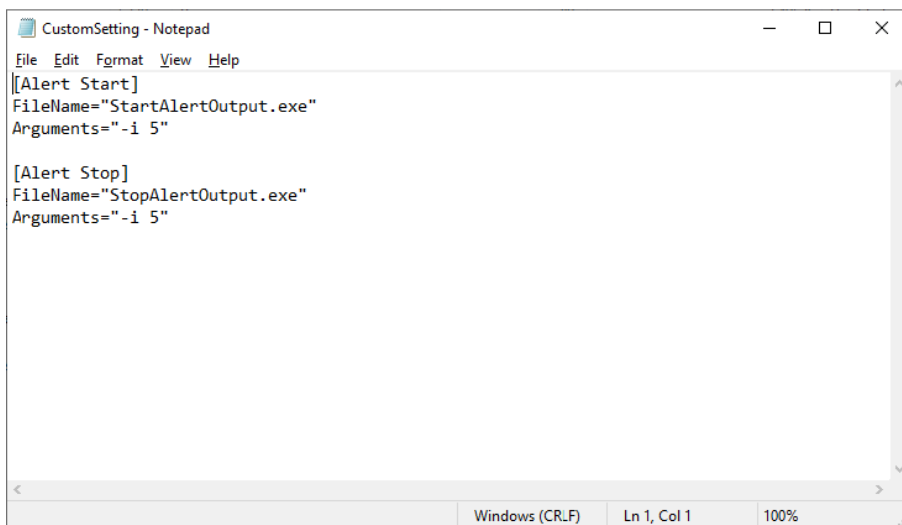 CustomSetting - Notepad
File Edit Format View Help
[Alert Start]
FileName="StartAlertOutput.exe"
Arguments="-i 5"
[Alert Stop]
FileName="StopAlertOutput.exe"
Arguments="-i 5"
Windows (CRLF) Ln 1, Col 1 100%